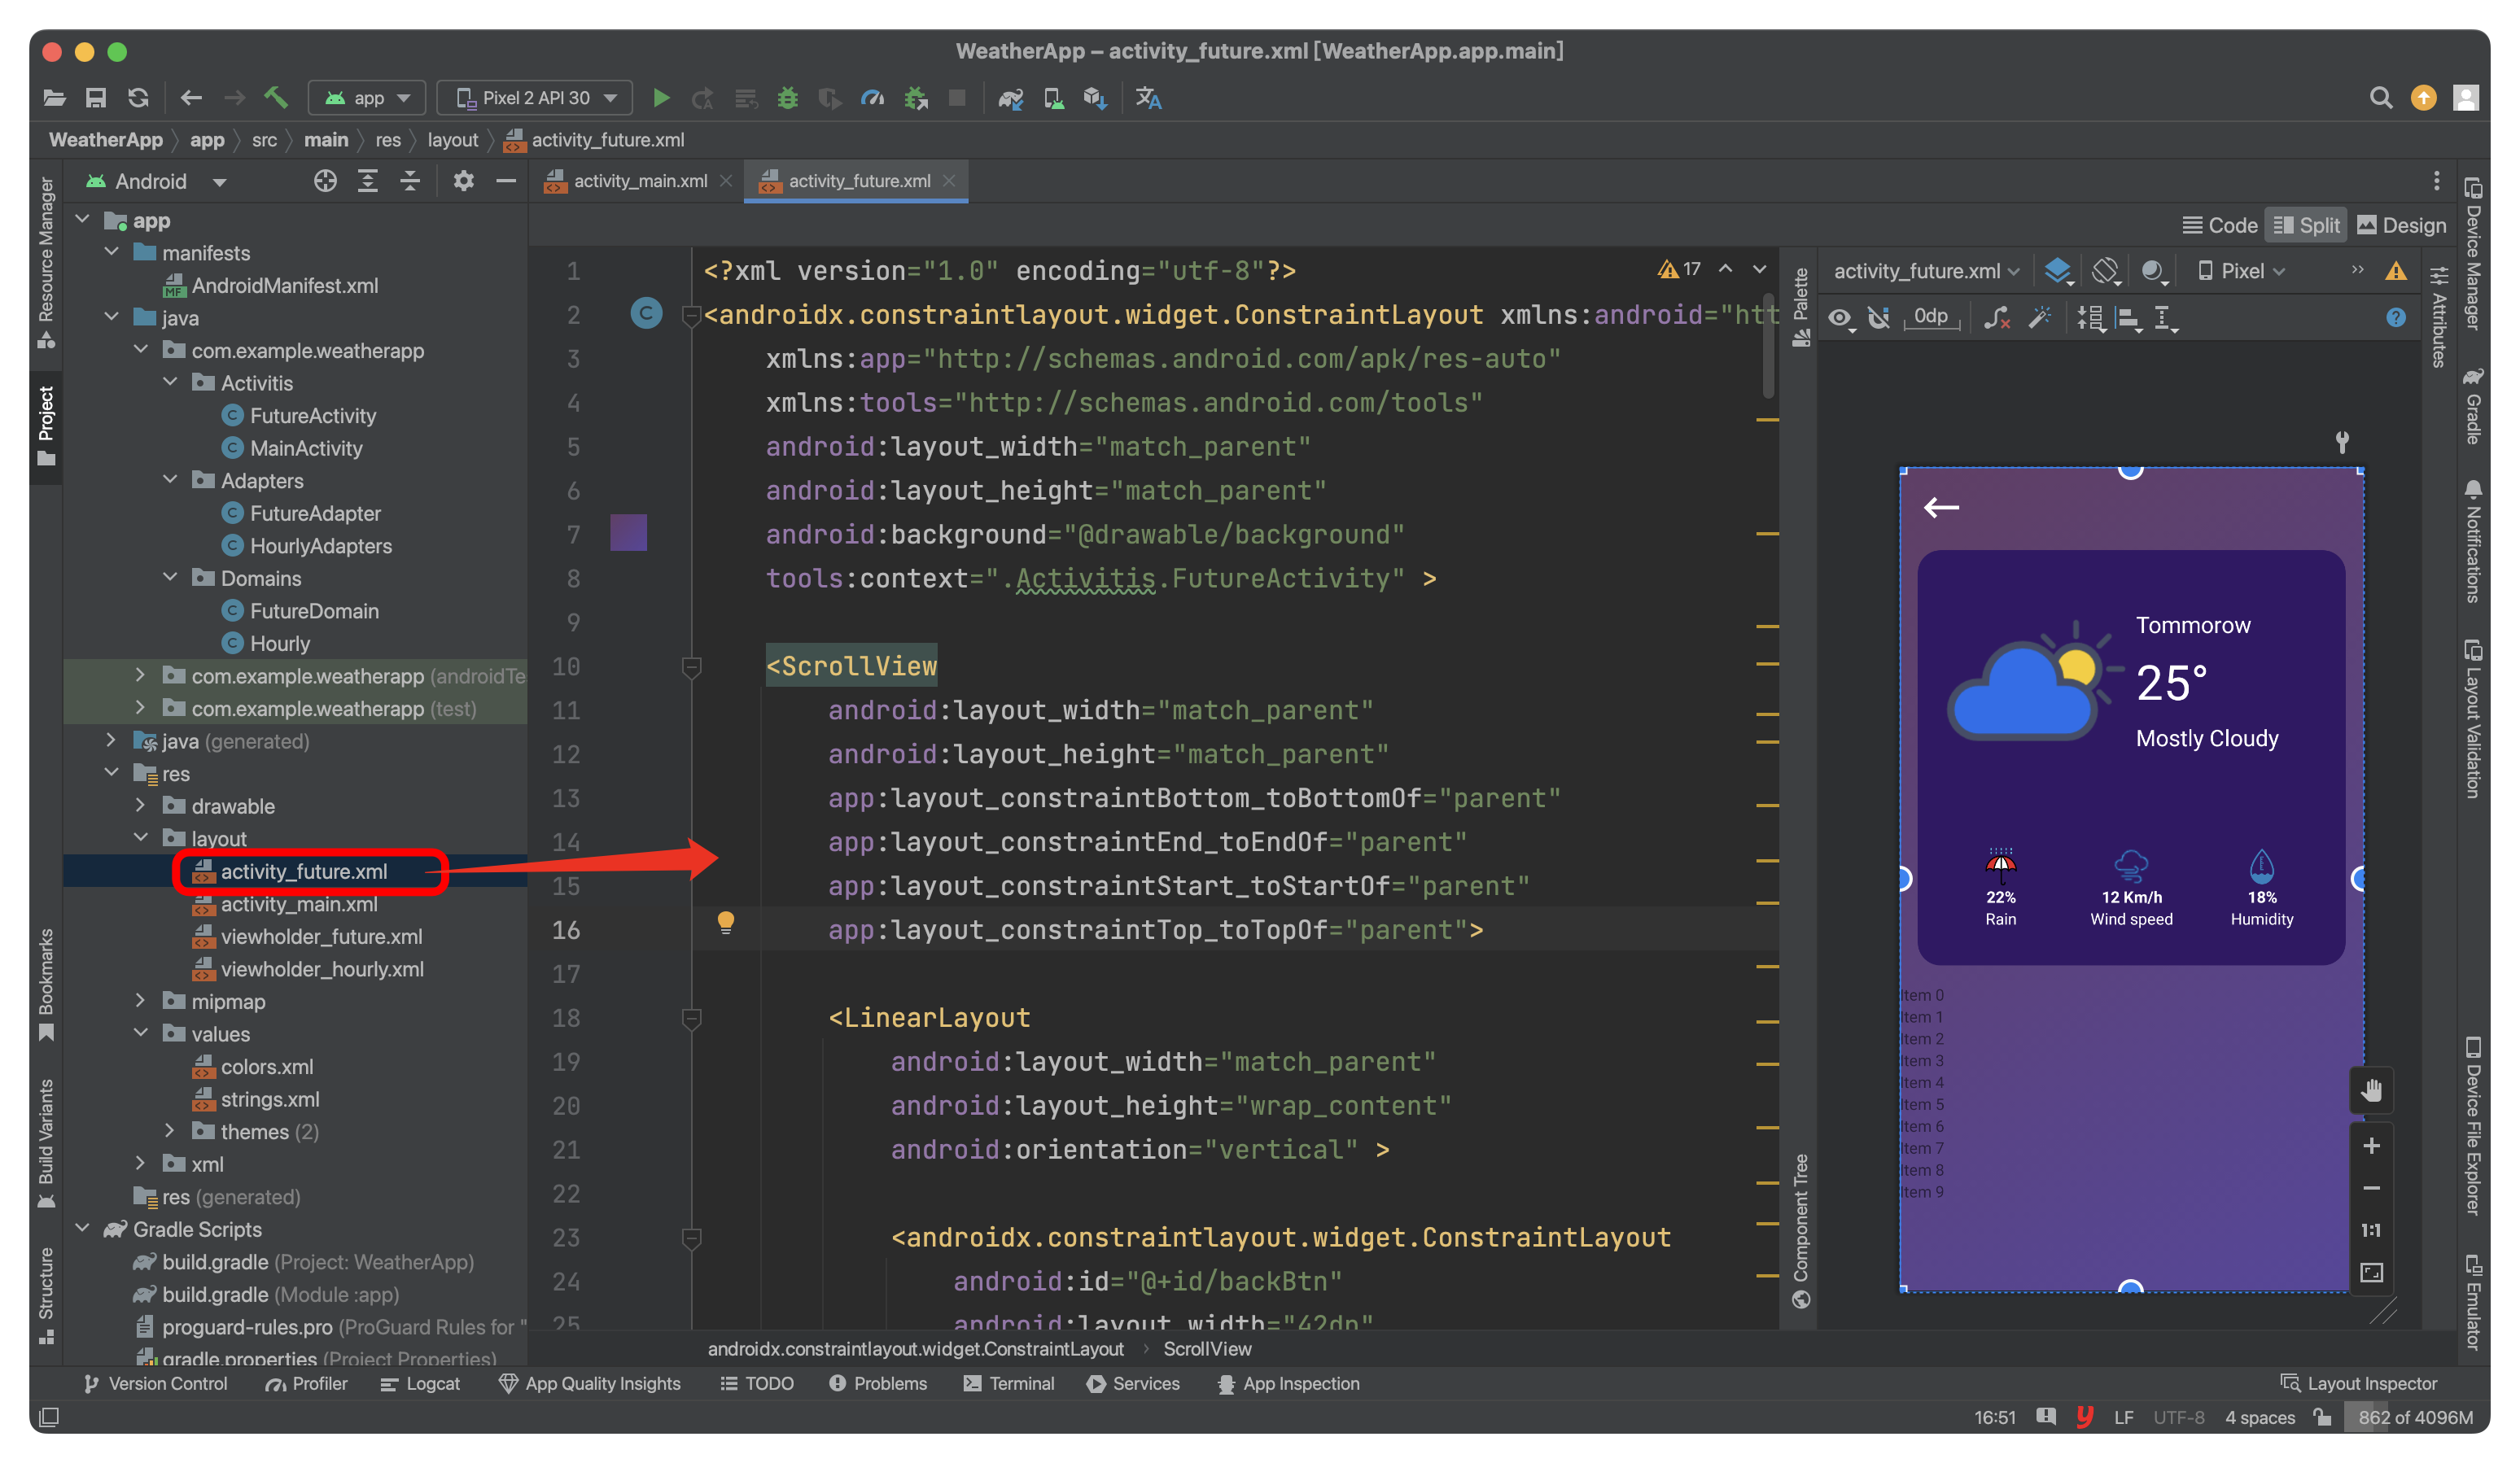 WeatherApp – activity_future.xml [WeatherApp.app.main]
app
Pixel 2 API 30
WeatherApp
app
src
main
res
layout
activity_future.xml
Resource Manager
Project
Bookmarks
Build Variants
Structure
Android
app
manifests
AndroidManifest.xml
java
com.example.weatherapp
Activitis
FutureActivity
MainActivity
Adapters
FutureAdapter
HourlyAdapters
Domains
FutureDomain
Hourly
com.example.weatherapp (androidTe
com.example.weatherapp (test)
java (generated)
res
drawable
layout
activity_future.xml
activity_main.xml
viewholder_future.xml
viewholder_hourly.xml
mipmap
values
colors.xml
strings.xml
themes (2)
xml
res (generated)
Gradle Scripts
build.gradle (Project: WeatherApp)
build.gradle (Module :app)
proguard-rules.pro (ProGuard Rules for "
gradle.properties (Project Properties)
activity_main.xml
activity_future.xml
Code
Split
Design
17
1 <?xml version="1.0" encoding="utf-8"?>
2 <androidx.constraintlayout.widget.ConstraintLayout xmlns:android="htt
3 xmlns:app="http://schemas.android.com/apk/res-auto"
4 xmlns:tools="http://schemas.android.com/tools"
5 android:layout_width="match_parent"
6 android:layout_height="match_parent"
7 android:background="@drawable/background"
8 tools:context=".Activitis.FutureActivity" >
9
10 <ScrollView
11 android:layout_width="match_parent"
12 android:layout_height="match_parent"
13 app:layout_constraintBottom_toBottomOf="parent"
14 app:layout_constraintEnd_toEndOf="parent"
15 app:layout_constraintStart_toStartOf="parent"
16 app:layout_constraintTop_toTopOf="parent">
17
18 <LinearLayout
19 android:layout_width="match_parent"
20 android:layout_height="wrap_content"
21 android:orientation="vertical" >
22
23 <androidx.constraintlayout.widget.ConstraintLayout
24 android:id="@+id/backBtn"
25 android:layout_width="42dp"
androidx.constraintlayout.widget.ConstraintLayout
ScrollView
Palette
Component Tree
activity_future.xml
Pixel
0dp
Tommorow
25°
Mostly Cloudy
22%
Rain
12 Km/h
Wind speed
18%
Humidity
Item 0
Item 1
Item 2
Item 3
Item 4
Item 5
Item 6
Item 7
Item 8
Item 9
1:1
Attributes
Device Manager
Gradle
Notifications
Layout Validation
Device File Explorer
Emulator
Version Control
Profiler
Logcat
App Quality Insights
TODO
Problems
Terminal
Services
App Inspection
Layout Inspector
16:51
LF
UTF-8
4 spaces
862 of 4096M